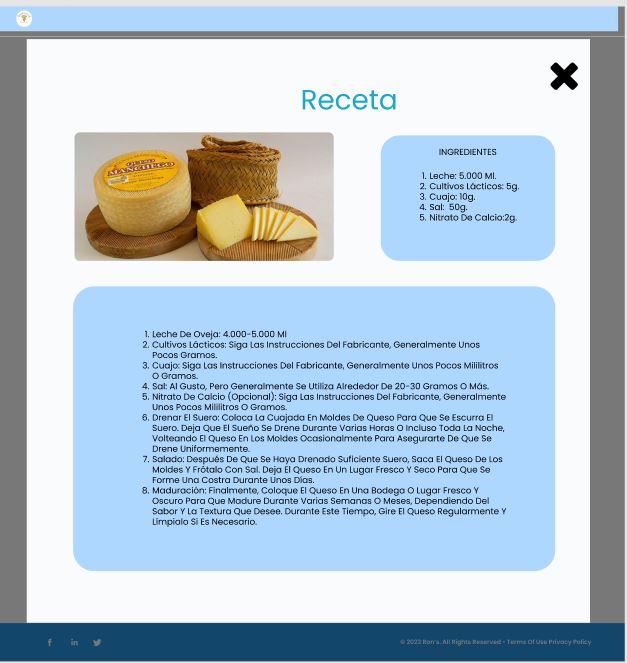 Receta
QUESO
MANCHEGO
INGREDIENTES
1. Leche: 5.000 Ml.
2. Cultivos Lácticos: 5g.
3. Cuajo: 10g.
4. Sal: 50g.
5. Nitrato De Calcio:2g.
1. Leche De Oveja: 4.000-5.000 Ml
2. Cultivos Lácticos: Siga Las Instrucciones Del Fabricante, Generalmente Unos
Pocos Gramos.
3. Cuajo: Siga Las Instrucciones Del Fabricante, Generalmente Unos Pocos Mililitros
O Gramos.
4. Sal: Al Gusto, Pero Generalmente Se Utiliza Alrededor De 20-30 Gramos O Más.
5. Nitrato De Calcio (Opcional): Siga Las Instrucciones Del Fabricante, Generalmente
Unos Pocos Mililitros O Gramos.
6. Drenar El Suero: Coloca La Cuajada En Moldes De Queso Para Que Se Escurra El
Suero. Deja Que El Sueño Se Drene Durante Varias Horas O Incluso Toda La Noche,
Volteando El Queso En Los Moldes Ocasionalmente Para Asegurarte De Que Se
Drene Uniformemente.
7. Salado: Después De Que Se Haya Drenado Suficiente Suero, Saca El Queso De Los
Moldes Y Frótalo Con Sal. Deja El Queso En Un Lugar Fresco Y Seco Para Que Se
Forme Una Costra Durante Unos Días.
8. Maduración: Finalmente, Coloque El Queso En Una Bodega O Lugar Fresco Y
Oscuro Para Que Madure Durante Varias Semanas O Meses, Dependiendo Del
Sabor Y La Textura Que Desee. Durante Este Tiempo, Gire El Queso Regularmente Y
Límpialo Si Es Necesario.
© 2023 Ron's. All Rights Reserved - Terms Of Use Privacy Policy